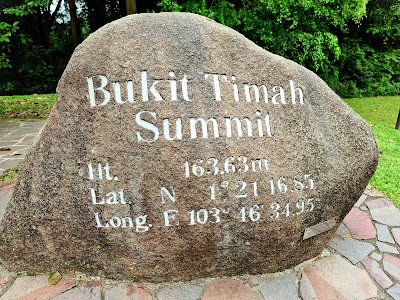 Bukit Timah
Summit
Ht. 163.63m
Lat N 1° 21' 16.85"
Long. E 103° 46' 34.95"